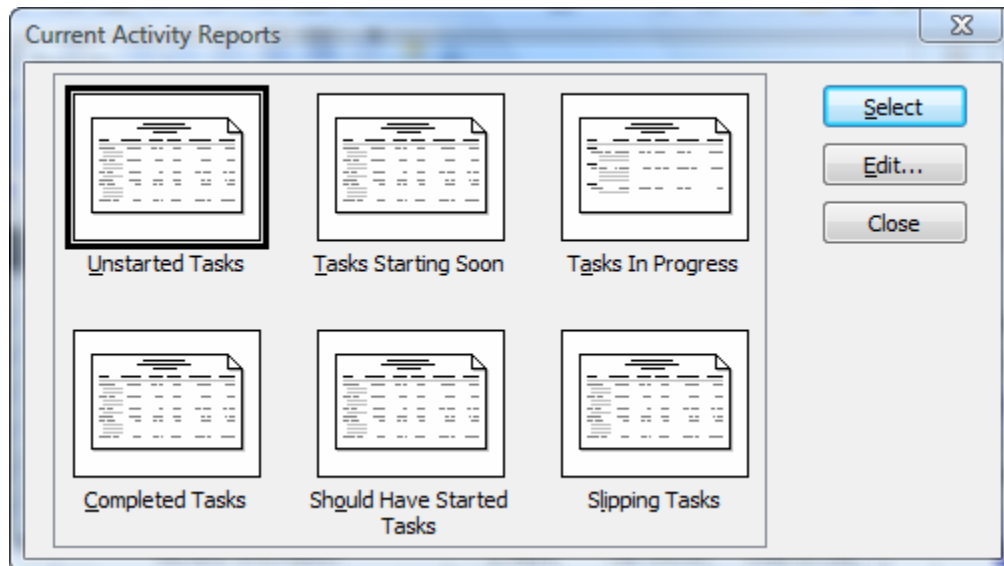 Current Activity Reports
Unstarted Tasks
Tasks Starting Soon
Tasks In Progress
Completed Tasks
Should Have Started
Tasks
Slipping Tasks
Select
Edit...
Close